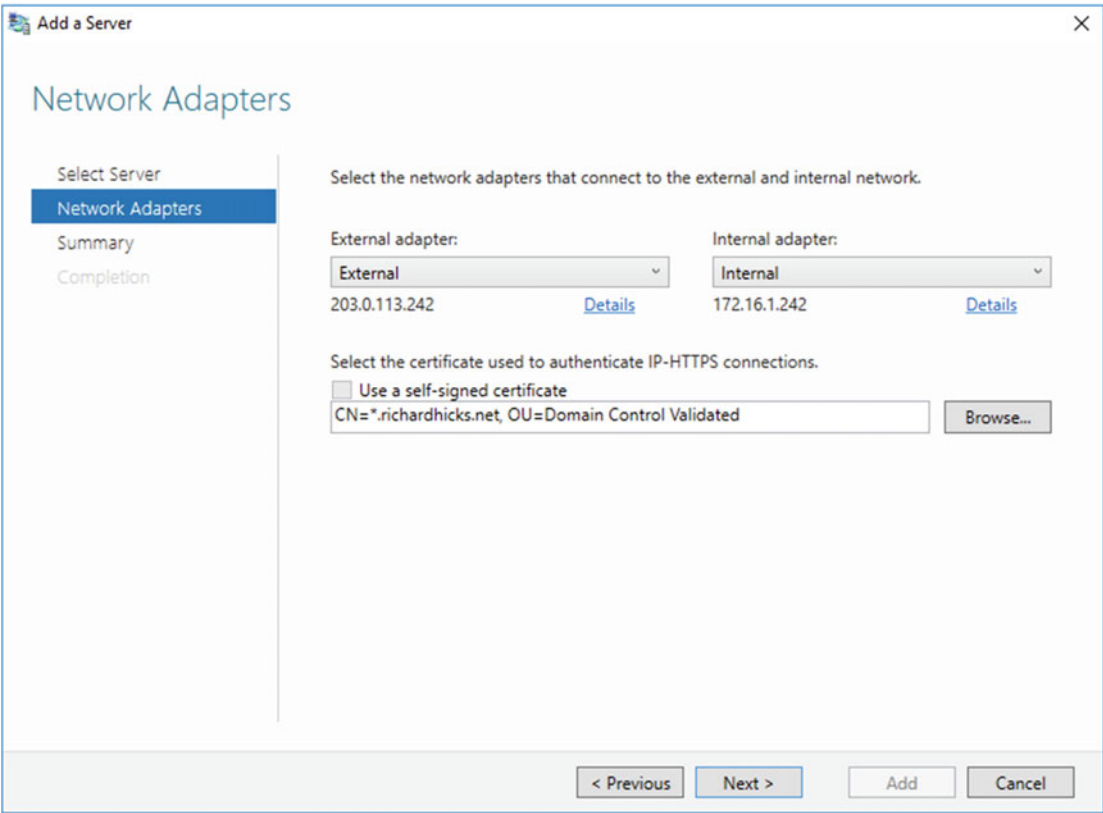 Add a Server
Network Adapters
Select Server
Network Adapters
Summary
Completion
Select the network adapters that connect to the external and internal network.
External adapter: Internal adapter:
External Internal
203.0.113.242 Details 172.16.1.242 Details
Select the certificate used to authenticate IP-HTTPS connections.
Use a self-signed certificate
CN=*.richardhicks.net, OU=Domain Control Validated Browse...
< Previous Next > Add Cancel